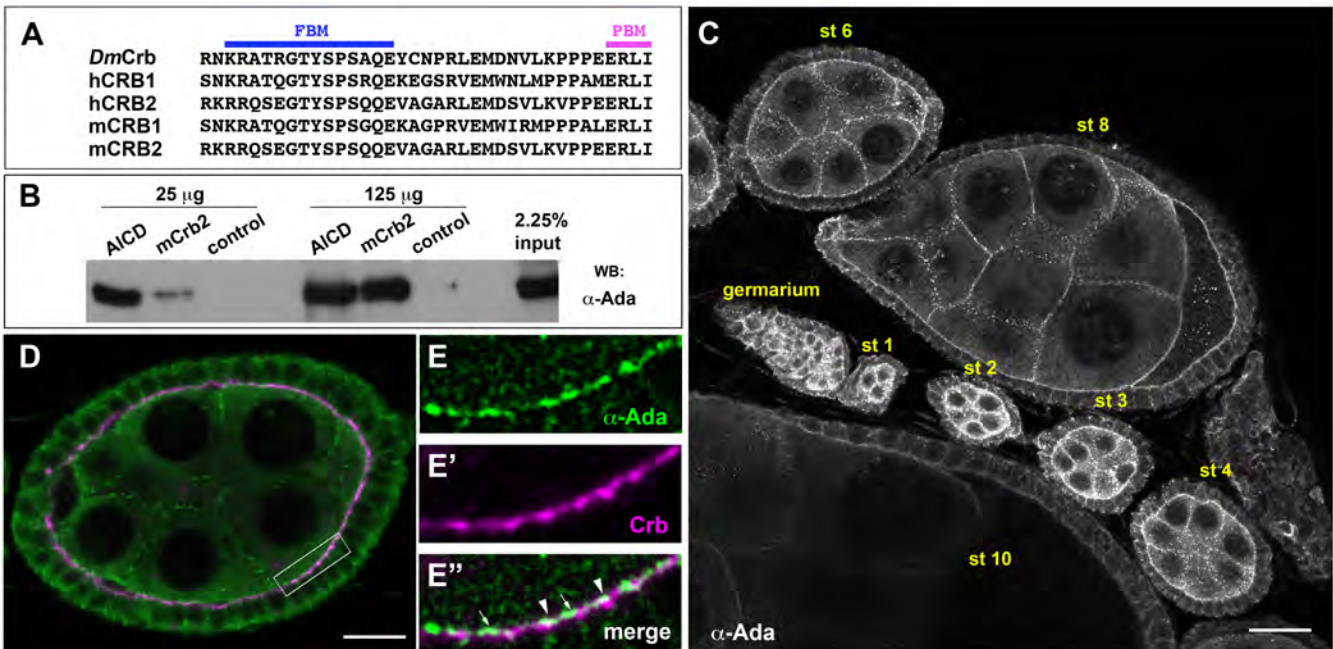 A
FBM PBM
DmCrb RNKRATRGTYSPSAQEYCNPRLEMDNVLKPPPEERLI
hCRB1 SNKRATQGTYSPSRQEKEGSRVEMWNLMPPPAMERLI
hCRB2 RKRRQSEGTYSPSQQEVAGARLEMDSVLKVPPEERLI
mCRB1 SNKRATQGTYSPSGQEKAGPRVEMWIRMPPPALERLI
mCRB2 RKRRQSEGTYSPSQQEVAGARLEMDSVLKVPPEERLI
B
25 μg 125 μg
AICD mCrb2 control AICD mCrb2 control 2.25%
input
WB:
α-Ada
C
st 6
st 8
germarium
st 1
st 2
st 3
st 4
st 10
α-Ada
D
E
α-Ada
E'
Crb
E"
merge